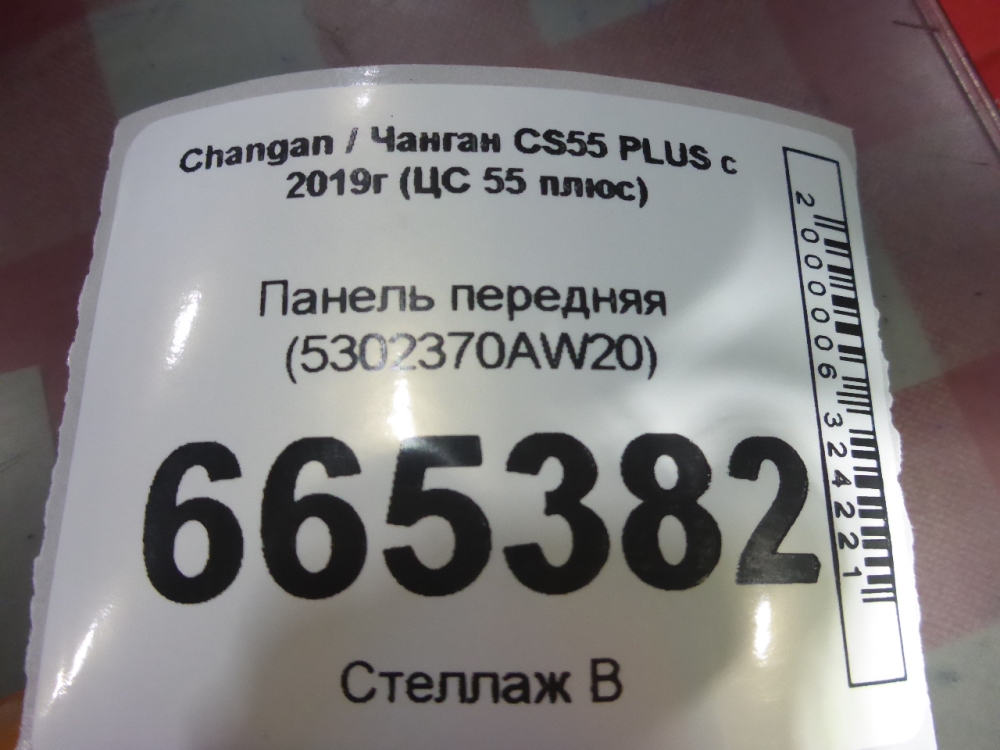 Changan / Чанган CS55 PLUS с
2019г (ЦС 55 плюс)
Панель передняя
(5302370AW20)
665382
Стеллаж В
2000006324221